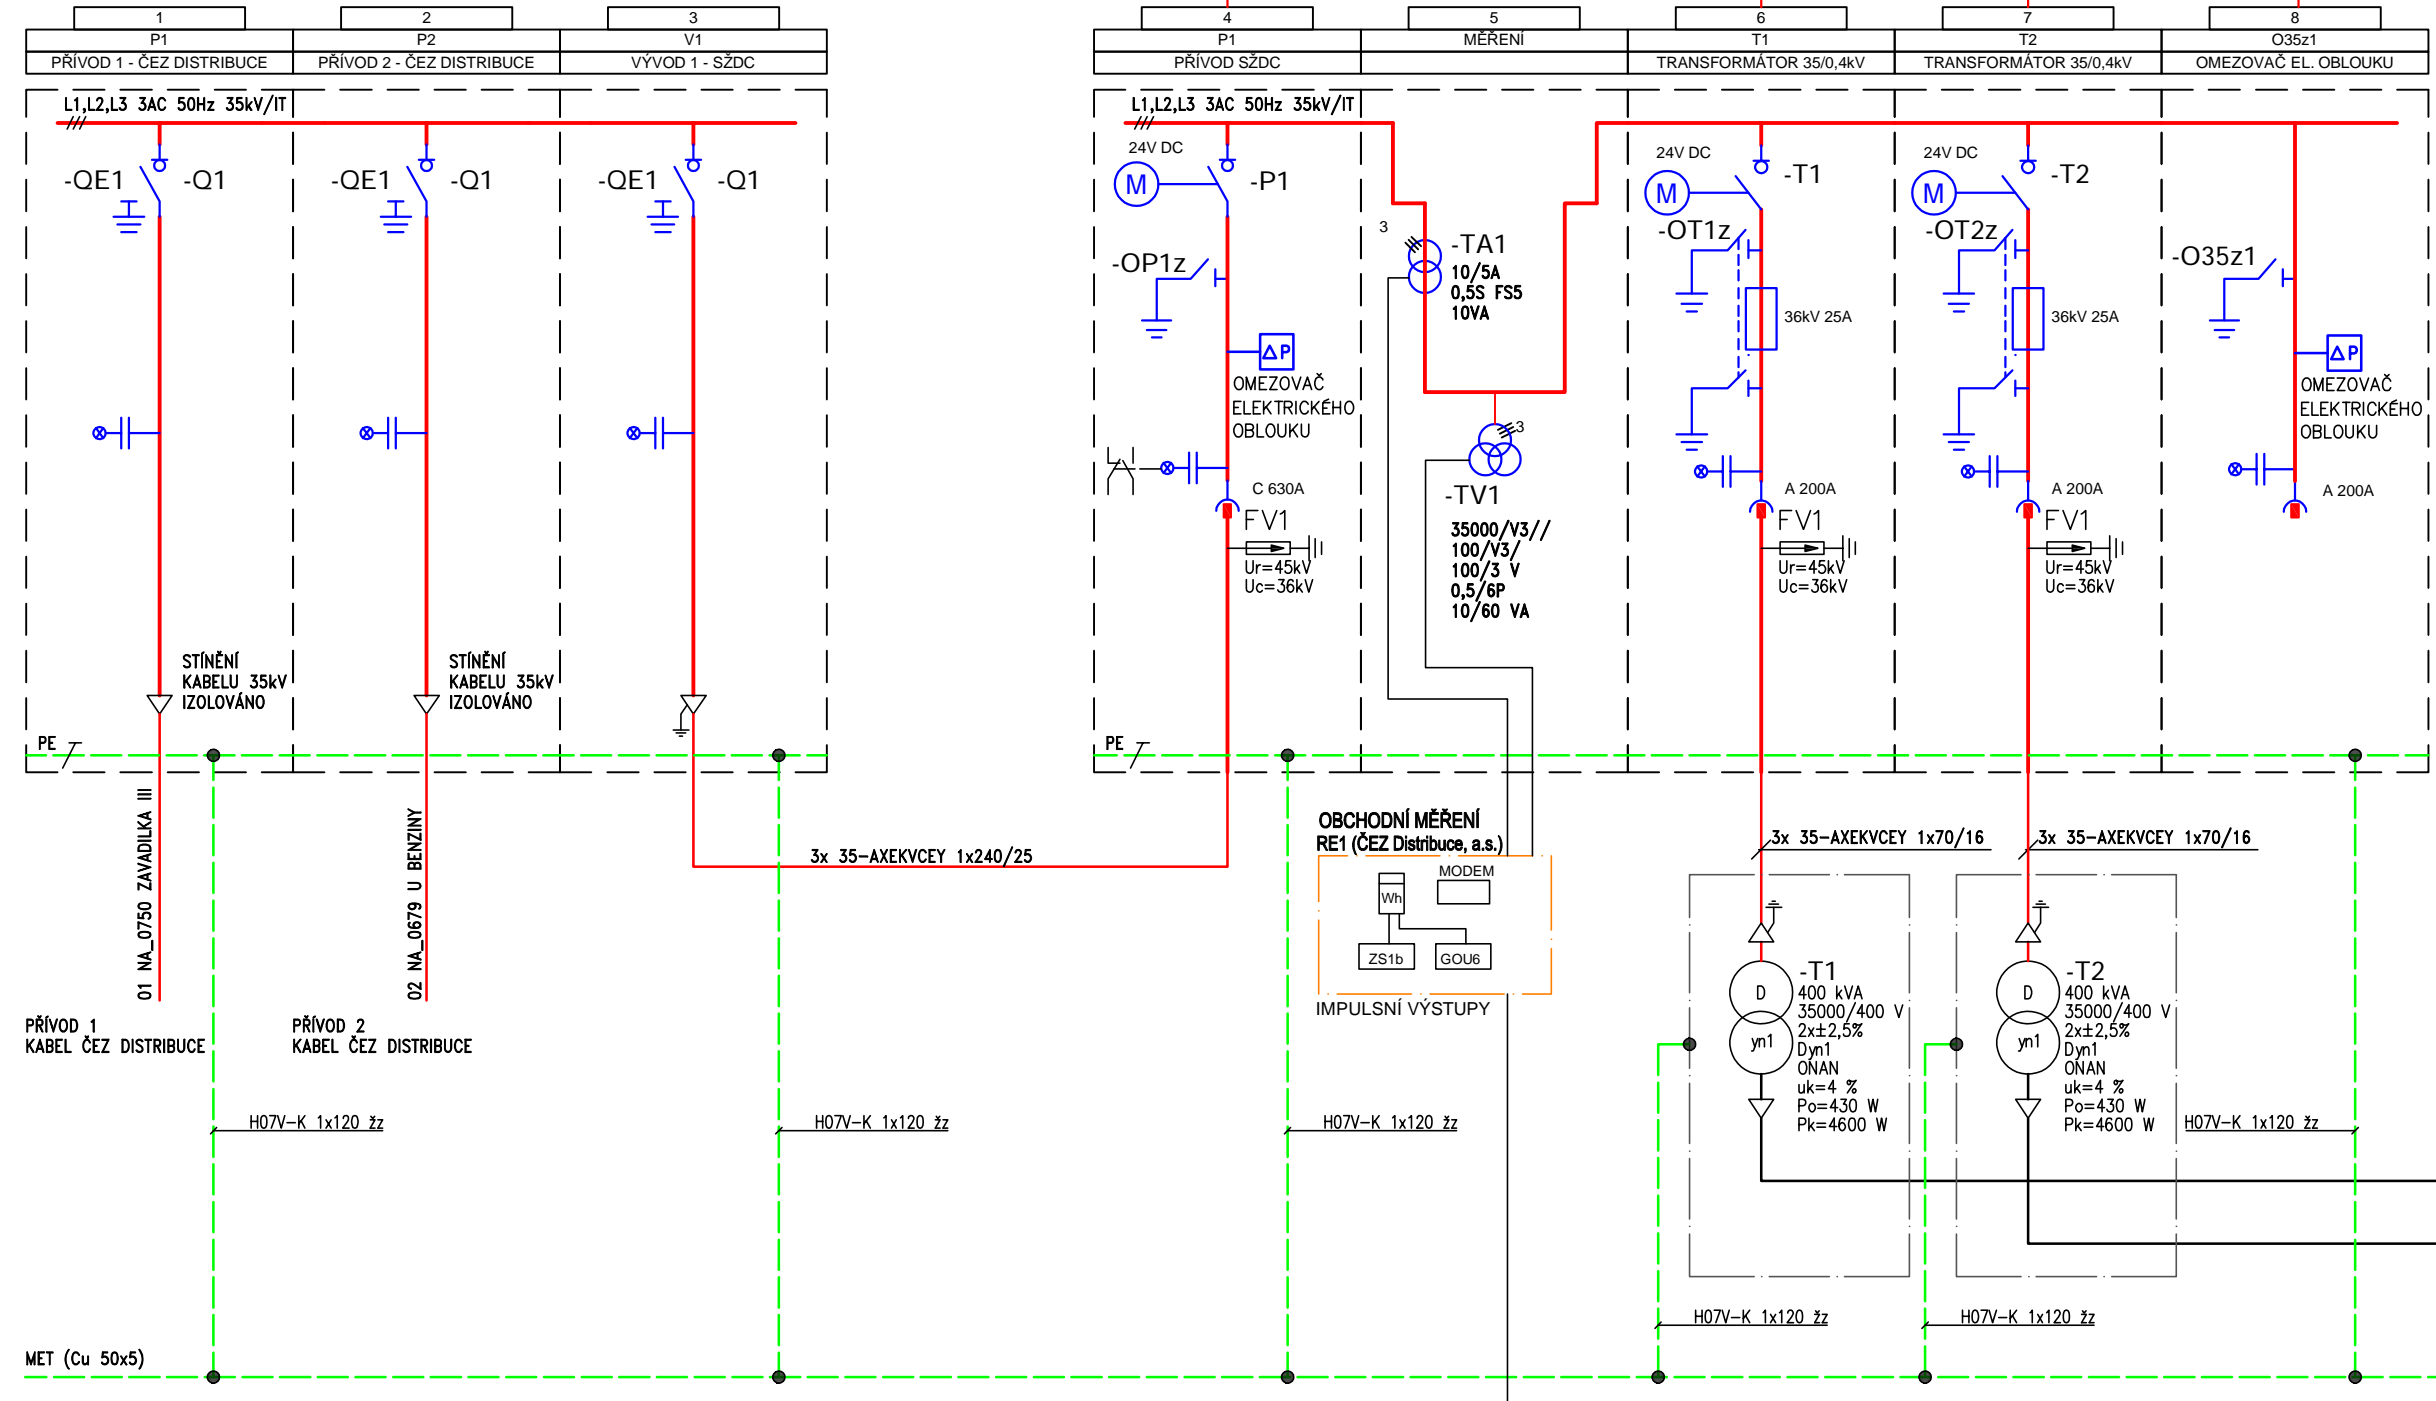 1
2
3
4
5
6
7
8
P1
P2
V1
P1
MĚŘENÍ
T1
T2
O35z1
PŘÍVOD 1 - ČEZ DISTRIBUCE
PŘÍVOD 2 - ČEZ DISTRIBUCE
VÝVOD 1 - SŽDC
PŘÍVOD SŽDC
TRANSFORMÁTOR 35/0,4kV
TRANSFORMÁTOR 35/0,4kV
OMEZOVAČ EL. OBLOUKU
L1,L2,L3 3AC 50Hz 35kV/IT
-QE1
-Q1
-QE1
-Q1
-QE1
-Q1
STÍNĚNÍ
KABELU 35kV
IZOLOVÁNO
STÍNĚNÍ
KABELU 35kV
IZOLOVÁNO
PE
01 NA_0750 ZAVADILKA III
02 NA_0679 U BENZINY
PŘÍVOD 1
KABEL ČEZ DISTRIBUCE
PŘÍVOD 2
KABEL ČEZ DISTRIBUCE
3x 35-AXEKVCEY 1x240/25
L1,L2,L3 3AC 50Hz 35kV/IT
24V DC
M
-P1
-OP1z
ΔP
OMEZOVAČ
ELEKTRICKÉHO
OBLOUKU
C 630A
FV1
Ur=45kV
Uc=36kV
PE
3
-TA1
10/5A
0,5S FS5
10VA
3
-TV1
35000/V3//
100/V3/
100/3 V
0,5/6P
10/60 VA
24V DC
M
-T1
-OT1z
36kV 25A
A 200A
FV1
Ur=45kV
Uc=36kV
24V DC
M
-T2
-OT2z
36kV 25A
A 200A
FV1
Ur=45kV
Uc=36kV
-O35z1
ΔP
OMEZOVAČ
ELEKTRICKÉHO
OBLOUKU
A 200A
OBCHODNÍ MĚŘENÍ
RE1 (ČEZ Distribuce, a.s.)
MODEM
Wh
ZS1b
GOU6
IMPULSNÍ VÝSTUPY
3x 35-AXEKVCEY 1x70/16
3x 35-AXEKVCEY 1x70/16
D
yn1
-T1
400 kVA
35000/400 V
2x±2,5%
Dyn1
ONAN
uk=4 %
Po=430 W
Pk=4600 W
D
yn1
-T2
400 kVA
35000/400 V
2x±2,5%
Dyn1
ONAN
uk=4 %
Po=430 W
Pk=4600 W
H07V-K 1x120 žz
H07V-K 1x120 žz
H07V-K 1x120 žz
H07V-K 1x120 žz
H07V-K 1x120 žz
H07V-K 1x120 žz
MET (Cu 50x5)